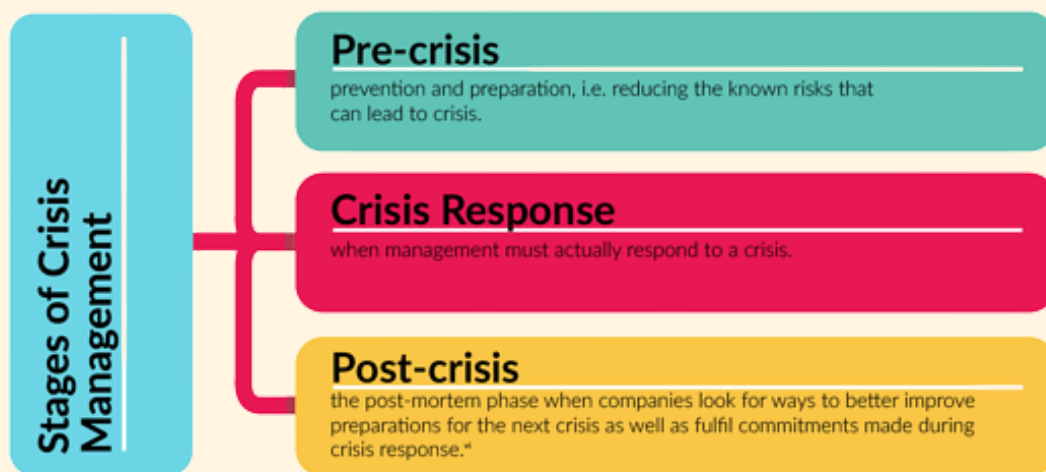 Stages of Crisis
Management
Pre-crisis
prevention and preparation, i.e. reducing the known risks that
can lead to crisis.
Crisis Response
when management must actually respond to a crisis.
Post-crisis
the post-mortem phase when companies look for ways to better improve
preparations for the next crisis as well as fulfil commitments made during
crisis response.